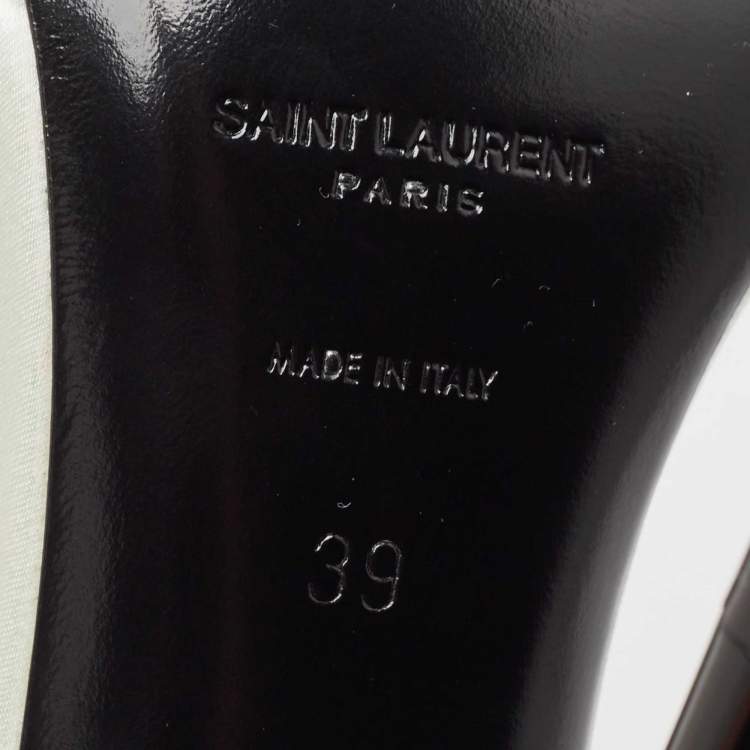 SAINT LAURENT
PARIS
MADE IN ITALY
39